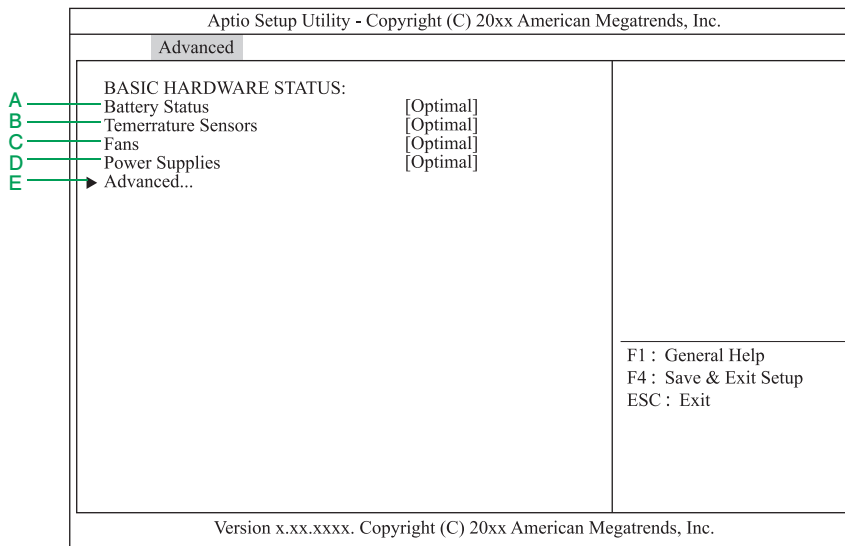 Aptio Setup Utility - Copyright (C) 20xx American Megatrends, Inc.
Advanced
BASIC HARDWARE STATUS:
A Battery Status [Optimal]
B Temerrature Sensors [Optimal]
C Fans [Optimal]
D Power Supplies [Optimal]
E ▶ Advanced...
F1 : General Help
F4 : Save & Exit Setup
ESC : Exit
Version x.xx.xxxx. Copyright (C) 20xx American Megatrends, Inc.